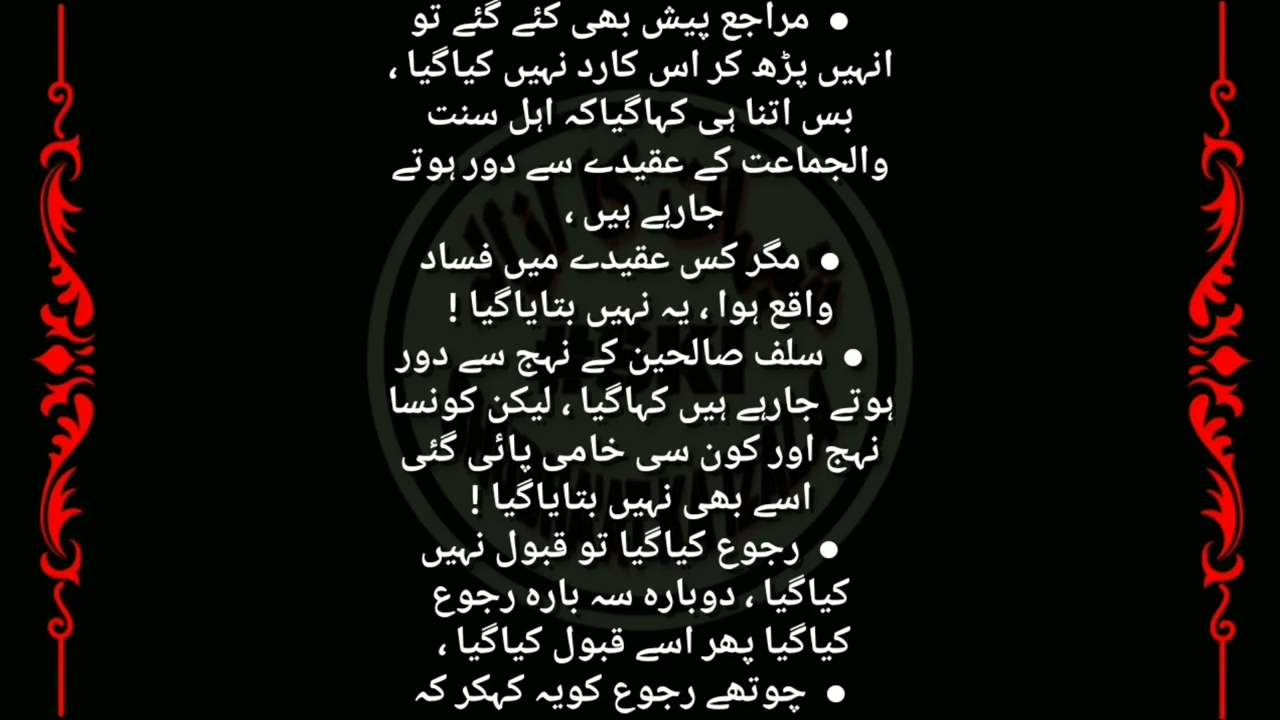 ● مراجع پیش بھی کئے گئے تو
انہیں پڑھ کر اس کارد نہیں کیاگیا ،
بس اتنا ہی کہاگیاکہ اہل سنت
والجماعت کے عقیدے سے دور ہوتے
جارہے ہیں ،
● مگر کس عقیدے میں فساد
واقع ہوا ، یہ نہیں بتایاگیا !
● سلف صالحین کے نہج سے دور
ہوتے جارہے ہیں کہاگیا ، لیکن کونسا
نہج اور کون سی خامی پائی گئی
اسے بھی نہیں بتایاگیا !
● رجوع کیاگیا تو قبول نہیں
کیاگیا ، دوبارہ سہ بارہ رجوع
کیاگیا پھر اسے قبول کیاگیا ،
● چوتھے رجوع کویہ کہکر کہ